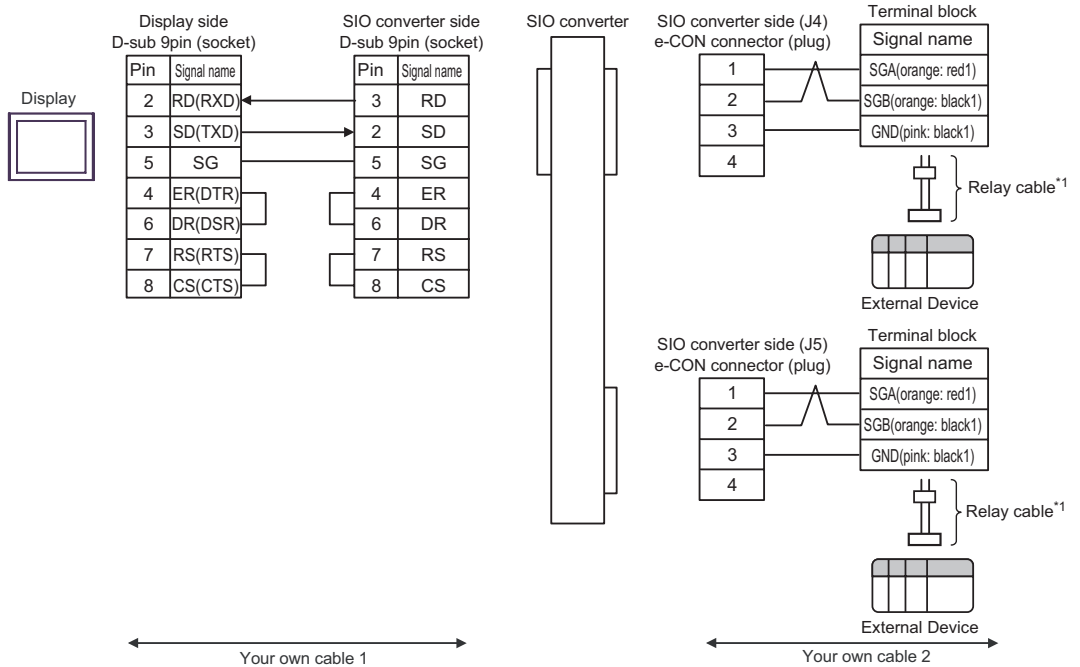 Display
Display side
D-sub 9pin (socket)
Pin Signal name
2 RD(RXD)
3 SD(TXD)
5 SG
4 ER(DTR)
6 DR(DSR)
7 RS(RTS)
8 CS(CTS)
SIO converter side
D-sub 9pin (socket)
Pin Signal name
3 RD
2 SD
5 SG
4 ER
6 DR
7 RS
8 CS
SIO converter
SIO converter side (J4)
e-CON connector (plug)
1
2
3
4
Terminal block
Signal name
SGA(orange: red1)
SGB(orange: black1)
GND(pink: black1)
Relay cable*1
External Device
SIO converter side (J5)
e-CON connector (plug)
1
2
3
4
Terminal block
Signal name
SGA(orange: red1)
SGB(orange: black1)
GND(pink: black1)
Relay cable*1
External Device
Your own cable 1
Your own cable 2